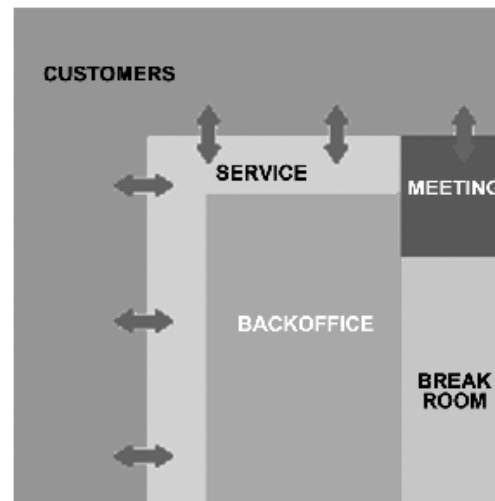 CUSTOMERS
SERVICE
MEETING
BACKOFFICE
BREAK
ROOM